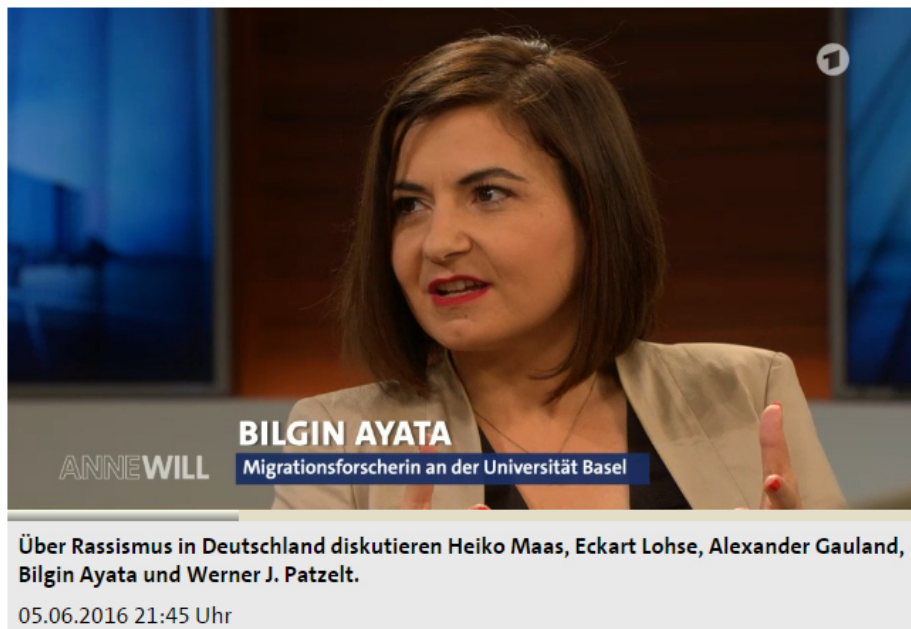 1
BILGIN AYATA
ANNEWILL
Migrationsforscherin an der Universität Basel
Über Rassismus in Deutschland diskutieren Heiko Maas, Eckart Lohse, Alexander Gauland,
Bilgin Ayata und Werner J. Patzelt.
05.06.2016 21:45 Uhr